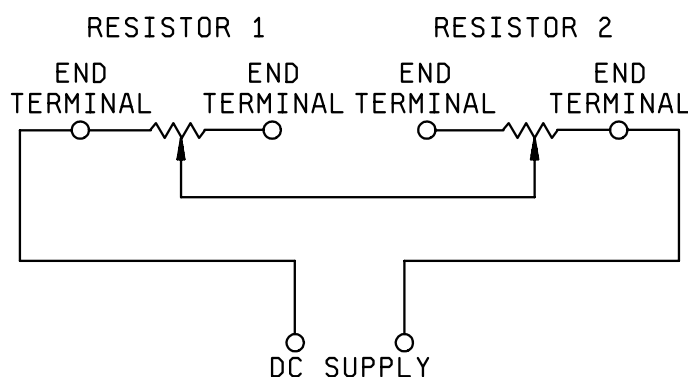 RESISTOR 1 RESISTOR 2
END END END END
TERMINAL TERMINAL TERMINAL TERMINAL
DC SUPPLY